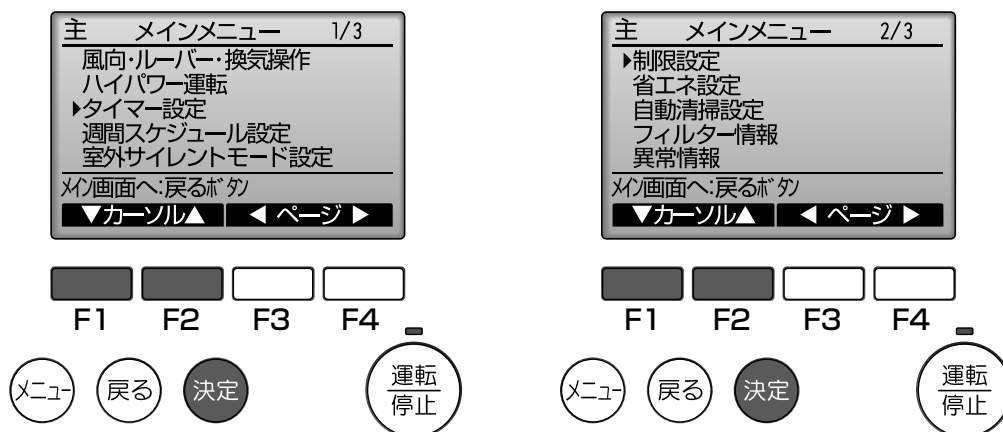 主 メインメニュー 1/3
風向・ルーバー・換気操作
ハイパワー運転
▶タイマー設定
週間スケジュール設定
室外サイレントモード設定
メイン画面へ:戻るボタン
▼カーソル▲ ◀ ページ ▶
F1 F2 F3 F4
メニュー 戻る 決定 運転 停止
主 メインメニュー 2/3
▶制限設定
省エネ設定
自動清掃設定
フィルター情報
異常情報
メイン画面へ:戻るボタン
▼カーソル▲ ◀ ページ ▶
F1 F2 F3 F4
メニュー 戻る 決定 運転 停止